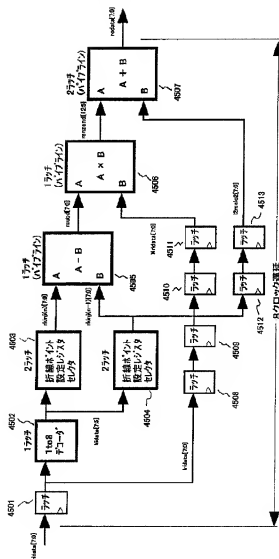 4501
ラッチ
4502
1ラッチ
1to8
デコーダ
4503
2ラッチ
折線ポイント
設定レジスタ
セレクタ
2ラッチ
折線ポイント
設定レジスタ
セレクタ
4504
1ラッチ
(パイプライン)
A
A − B
B
4505
1ラッチ
(パイプライン)
A
A × B
B
4506
2ラッチ
(パイプライン)
A
A + B
B
4507
ラッチ
4508
ラッチ
4509
ラッチ
4510
ラッチ
4511
ラッチ
4512
ラッチ
4513
8クロック遅延